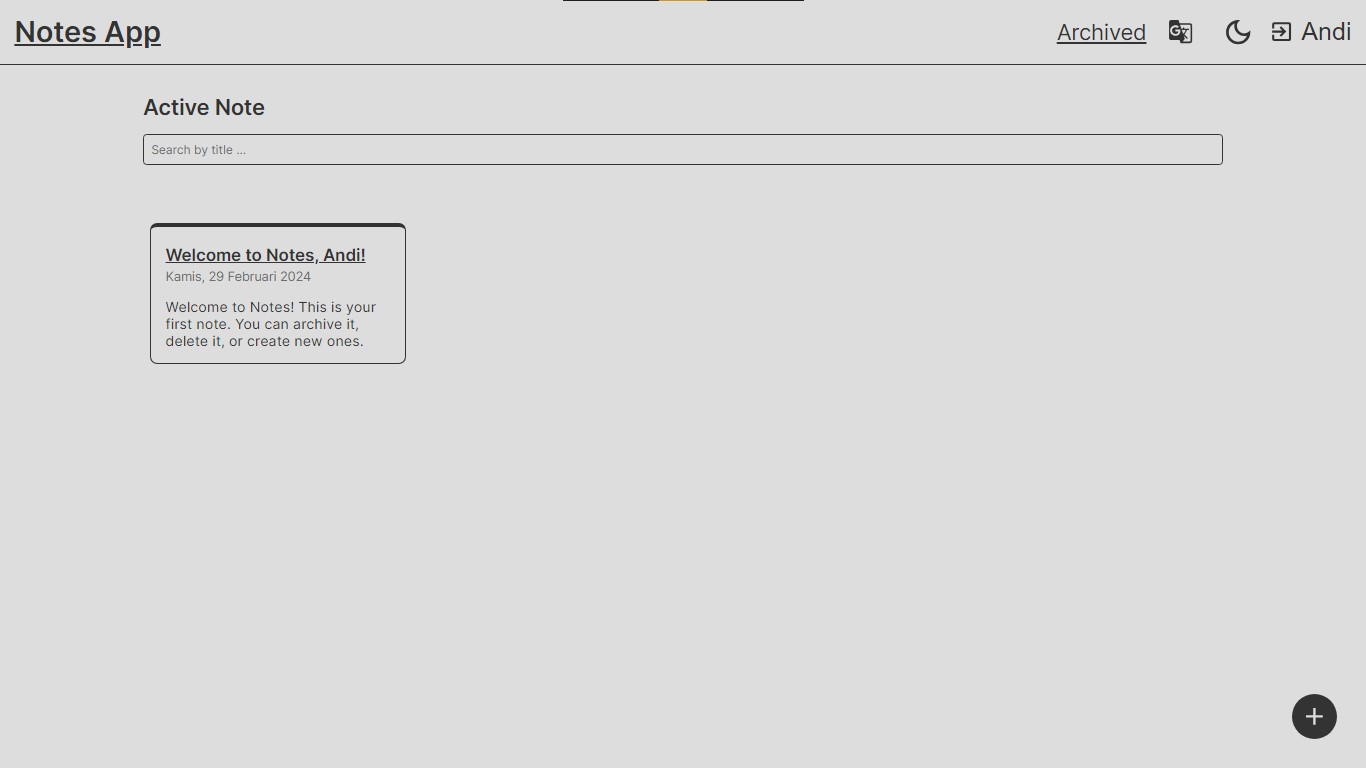 Notes App
Archived
Andi
Active Note
Search by title ...
Welcome to Notes, Andi!
Kamis, 29 Februari 2024
Welcome to Notes! This is your
first note. You can archive it,
delete it, or create new ones.